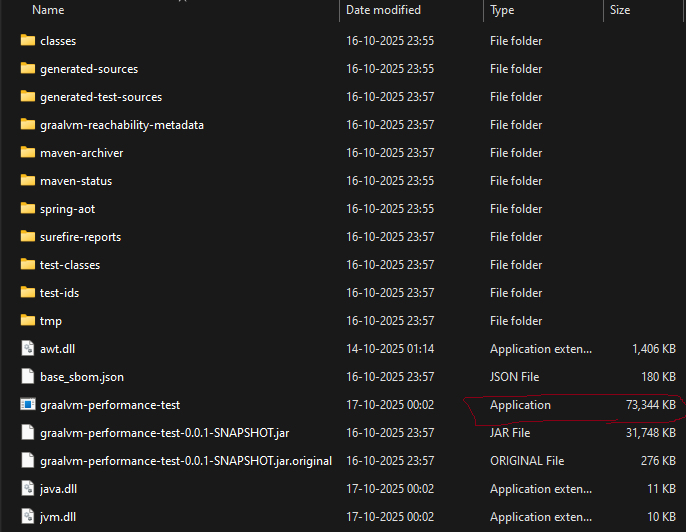 Name Date modified Type Size
classes 16-10-2025 23:55 File folder
generated-sources 16-10-2025 23:55 File folder
generated-test-sources 16-10-2025 23:57 File folder
graalvm-reachability-metadata 16-10-2025 23:57 File folder
maven-archiver 16-10-2025 23:57 File folder
maven-status 16-10-2025 23:55 File folder
spring-aot 16-10-2025 23:55 File folder
surefire-reports 16-10-2025 23:57 File folder
test-classes 16-10-2025 23:57 File folder
test-ids 16-10-2025 23:57 File folder
tmp 16-10-2025 23:57 File folder
awt.dll 14-10-2025 01:14 Application exten... 1,406 KB
base_sbom.json 16-10-2025 23:57 JSON File 180 KB
graalvm-performance-test 17-10-2025 00:02 Application 73,344 KB
graalvm-performance-test-0.0.1-SNAPSHOT.jar 16-10-2025 23:57 JAR File 31,748 KB
graalvm-performance-test-0.0.1-SNAPSHOT.jar.original 16-10-2025 23:57 ORIGINAL File 276 KB
java.dll 17-10-2025 00:02 Application exten... 11 KB
jvm.dll 17-10-2025 00:02 Application exten... 10 KB